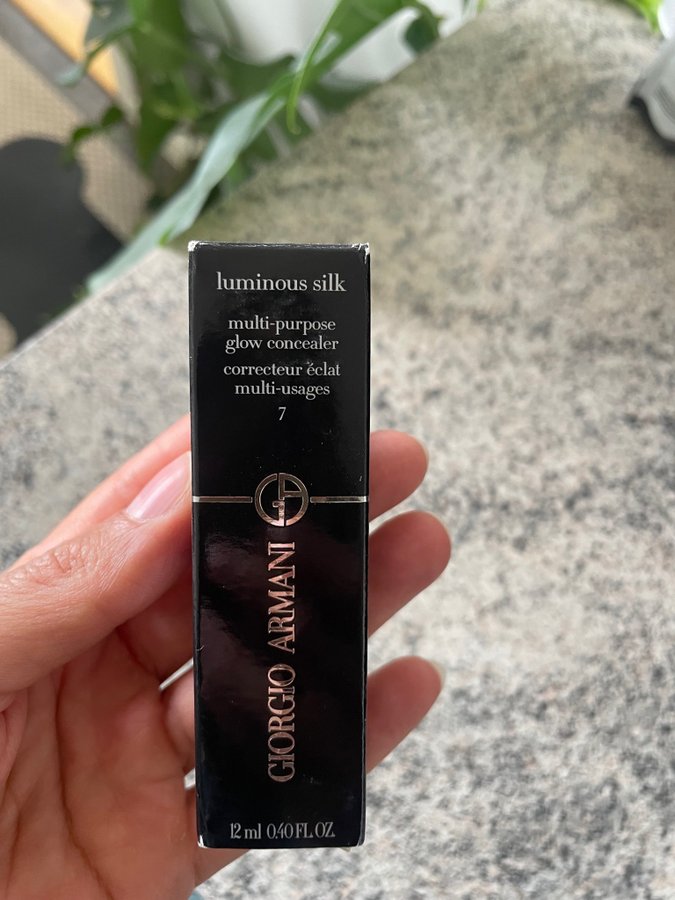 luminous silk
multi-purpose
glow concealer
correcteur éclat
multi-usages
7
GIORGIO ARMANI
12 ml 0.40 FL. OZ.